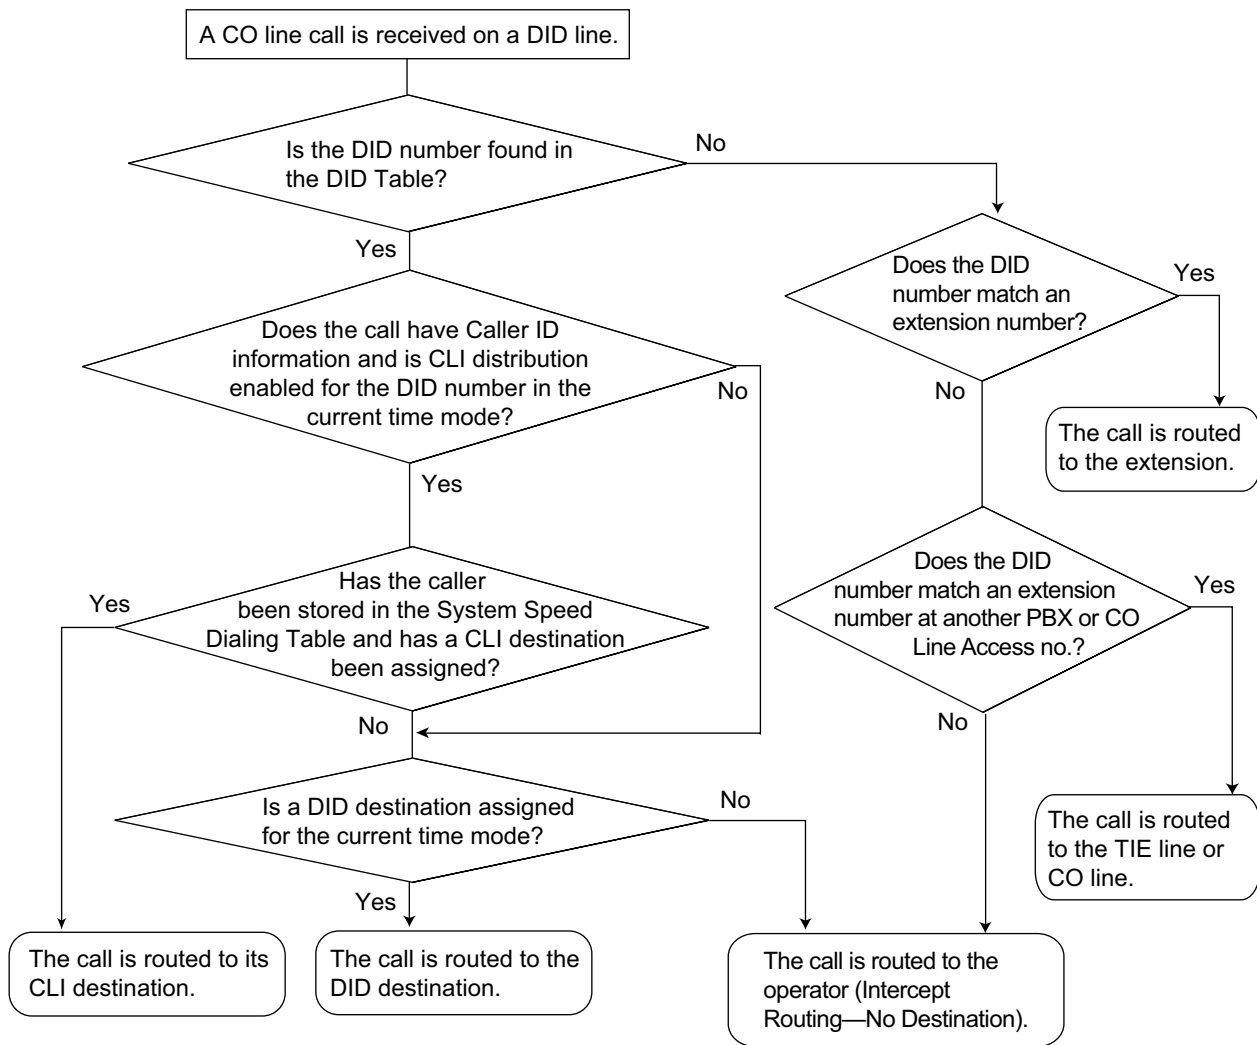 A CO line call is received on a DID line.
Is the DID number found in
the DID Table?
No
Yes
Does the DID
number match an
extension number?
Yes
No
The call is routed
to the extension.
Does the call have Caller ID
information and is CLI distribution
enabled for the DID number in the
current time mode?
No
Yes
Has the caller
been stored in the System Speed
Dialing Table and has a CLI destination
been assigned?
Yes
No
Does the DID
number match an extension
number at another PBX or CO
Line Access no.?
Yes
No
Is a DID destination assigned
for the current time mode?
No
Yes
The call is routed
to the TIE line or
CO line.
The call is routed to its
CLI destination.
The call is routed to the
DID destination.
The call is routed to the
operator (Intercept
Routing—No Destination).